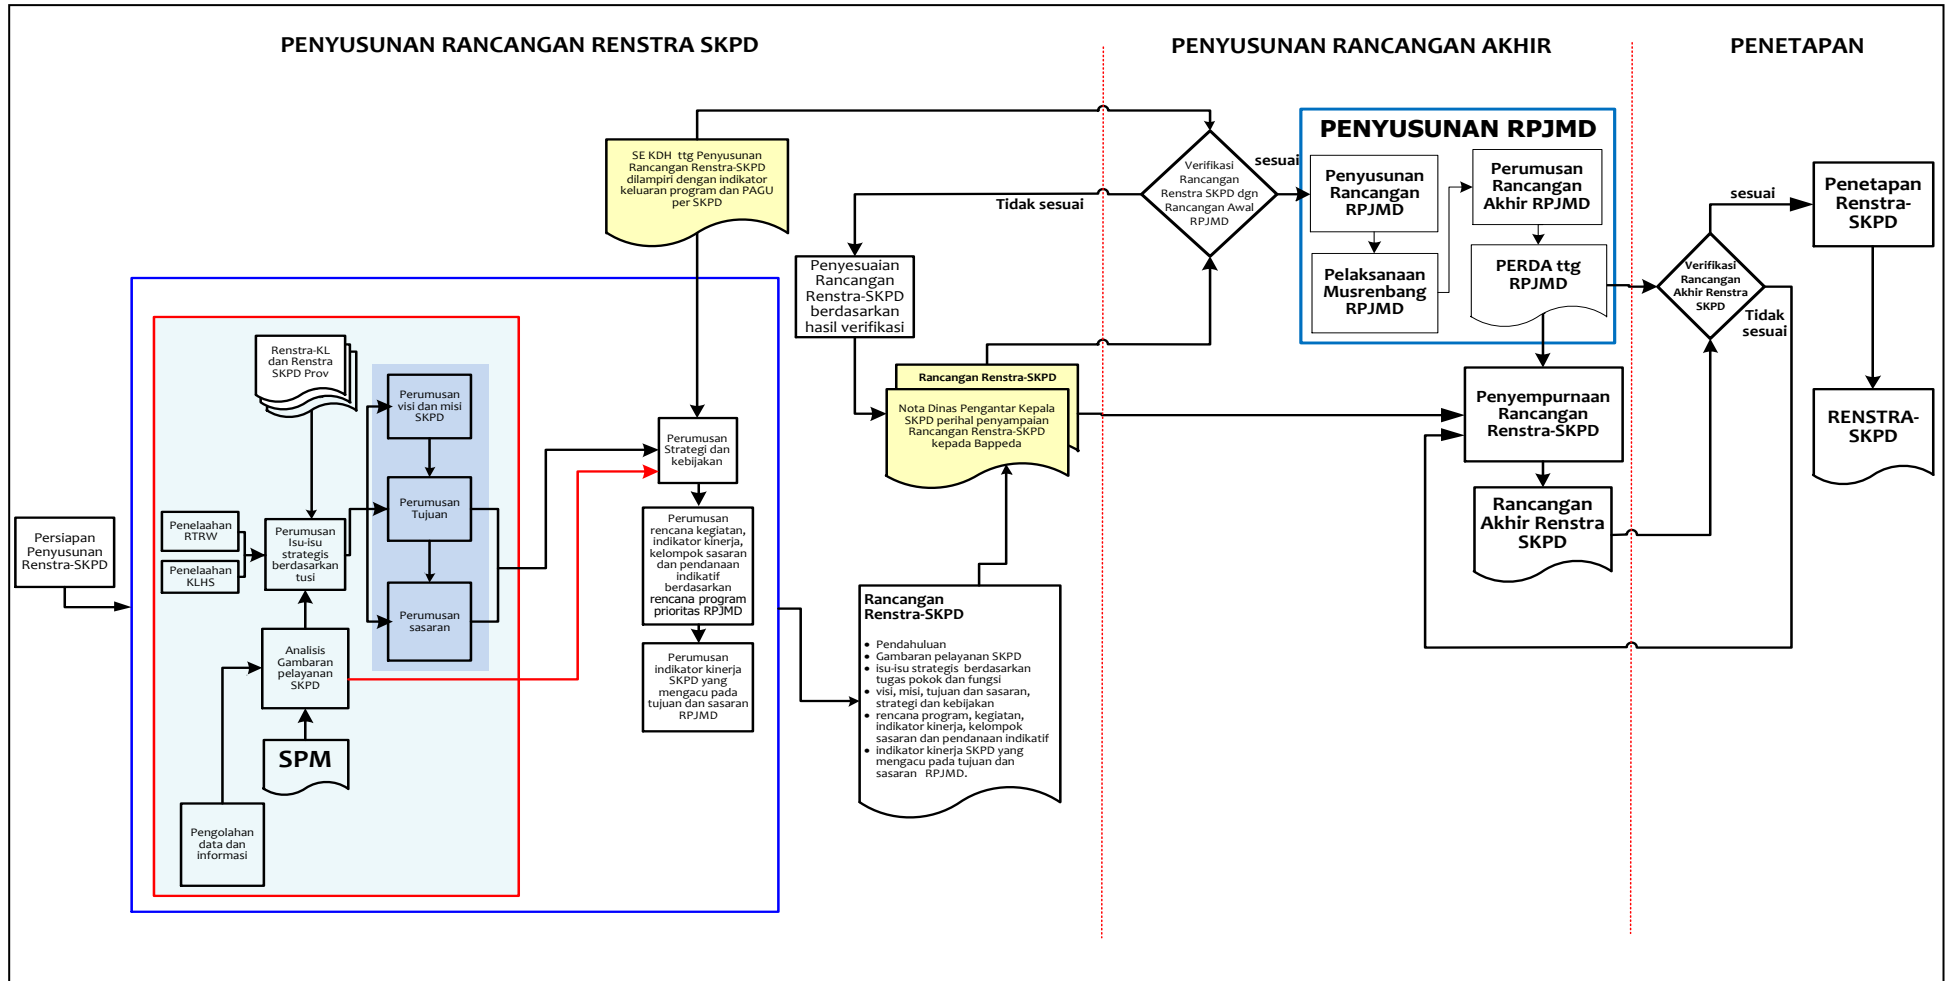 PENYUSUNAN RANCANGAN RENSTRA SKPD
PENYUSUNAN RANCANGAN AKHIR
PENETAPAN
SE KDH ttg Penyusunan
Rancangan Renstra-SKPD
dilampiri dengan indikator
keluaran program dan PAGU
per SKPD
Persiapan
Penyusunan
Renstra-SKPD
Renstra-KL
dan Renstra
SKPD Prov
Penelaahan
RTRW
Penelaahan
KLHS
Perumusan
Isu-isu
strategis
berdasarkan
tusi
Analisis
Gambaran
pelayanan
SKPD
SPM
Pengolahan
data dan
informasi
Perumusan
visi dan misi
SKPD
Perumusan
Tujuan
Perumusan
sasaran
Perumusan
Strategi dan
kebijakan
Perumusan
rencana kegiatan,
indikator kinerja,
kelompok sasaran
dan pendanaan
indikatif
berdasarkan
rencana program
prioritas RPJMD
Perumusan
indikator kinerja
SKPD yang
mengacu pada
tujuan dan sasaran
RPJMD
Penyesuaian
Rancangan
Renstra-SKPD
berdasarkan
hasil verifikasi
Tidak sesuai
Rancangan Renstra-SKPD
Nota Dinas Pengantar Kepala
SKPD perihal penyampaian
Rancangan Renstra-SKPD
kepada Bappeda
Rancangan
Renstra-SKPD
• Pendahuluan
• Gambaran pelayanan SKPD
• isu-isu strategis berdasarkan
tugas pokok dan fungsi
• visi, misi, tujuan dan sasaran,
strategi dan kebijakan
• rencana program, kegiatan,
indikator kinerja, kelompok
sasaran dan pendanaan indikatif
• indikator kinerja SKPD yang
mengacu pada tujuan dan
sasaran RPJMD.
Verifikasi
Rancangan
Renstra SKPD dgn
Rancangan Awal
RPJMD
sesuai
PENYUSUNAN RPJMD
Penyusunan
Rancangan
RPJMD
Pelaksanaan
Musrenbang
RPJMD
Perumusan
Rancangan
Akhir RPJMD
PERDA ttg
RPJMD
Penyempurnaan
Rancangan
Renstra-SKPD
Rancangan
Akhir Renstra
SKPD
Verifikasi
Rancangan
Akhir Renstra
SKPD
sesuai
Tidak
sesuai
Penetapan
Renstra-
SKPD
RENSTRA-
SKPD